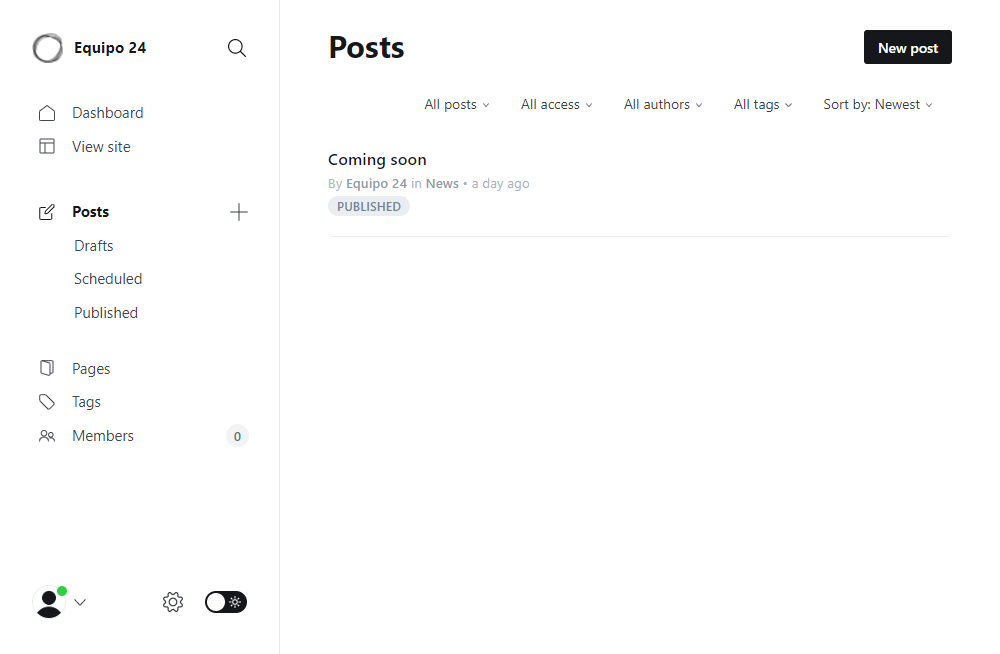 Equipo 24
Dashboard
View site
Posts
Drafts
Scheduled
Published
Pages
Tags
Members 0
Posts
New post
All posts All access All authors All tags Sort by: Newest
Coming soon
By Equipo 24 in News • a day ago
PUBLISHED